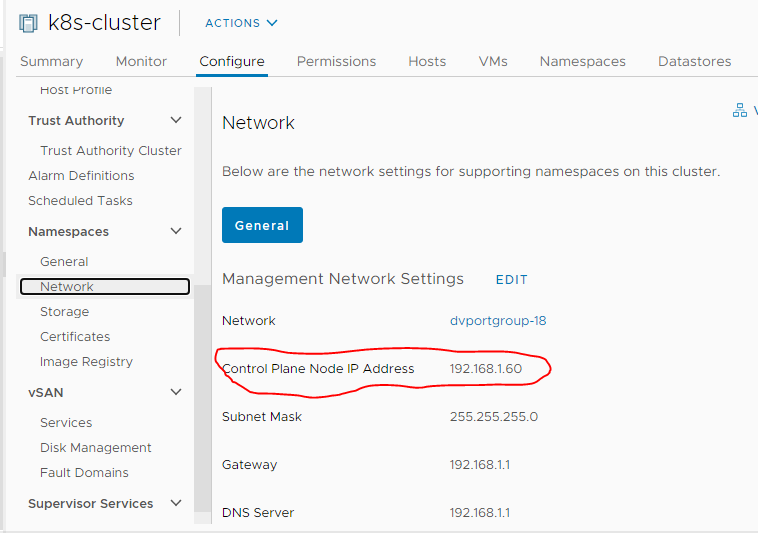 k8s-cluster
ACTIONS
Summary Monitor Configure Permissions Hosts VMs Namespaces Datastores
Host Profile
Trust Authority
Trust Authority Cluster
Alarm Definitions
Scheduled Tasks
Namespaces
General
Network
Storage
Certificates
Image Registry
vSAN
Services
Disk Management
Fault Domains
Supervisor Services
Network
Below are the network settings for supporting namespaces on this cluster.
General
Management Network Settings EDIT
Network dvportgroup-18
Control Plane Node IP Address 192.168.1.60
Subnet Mask 255.255.255.0
Gateway 192.168.1.1
DNS Server 192.168.1.1